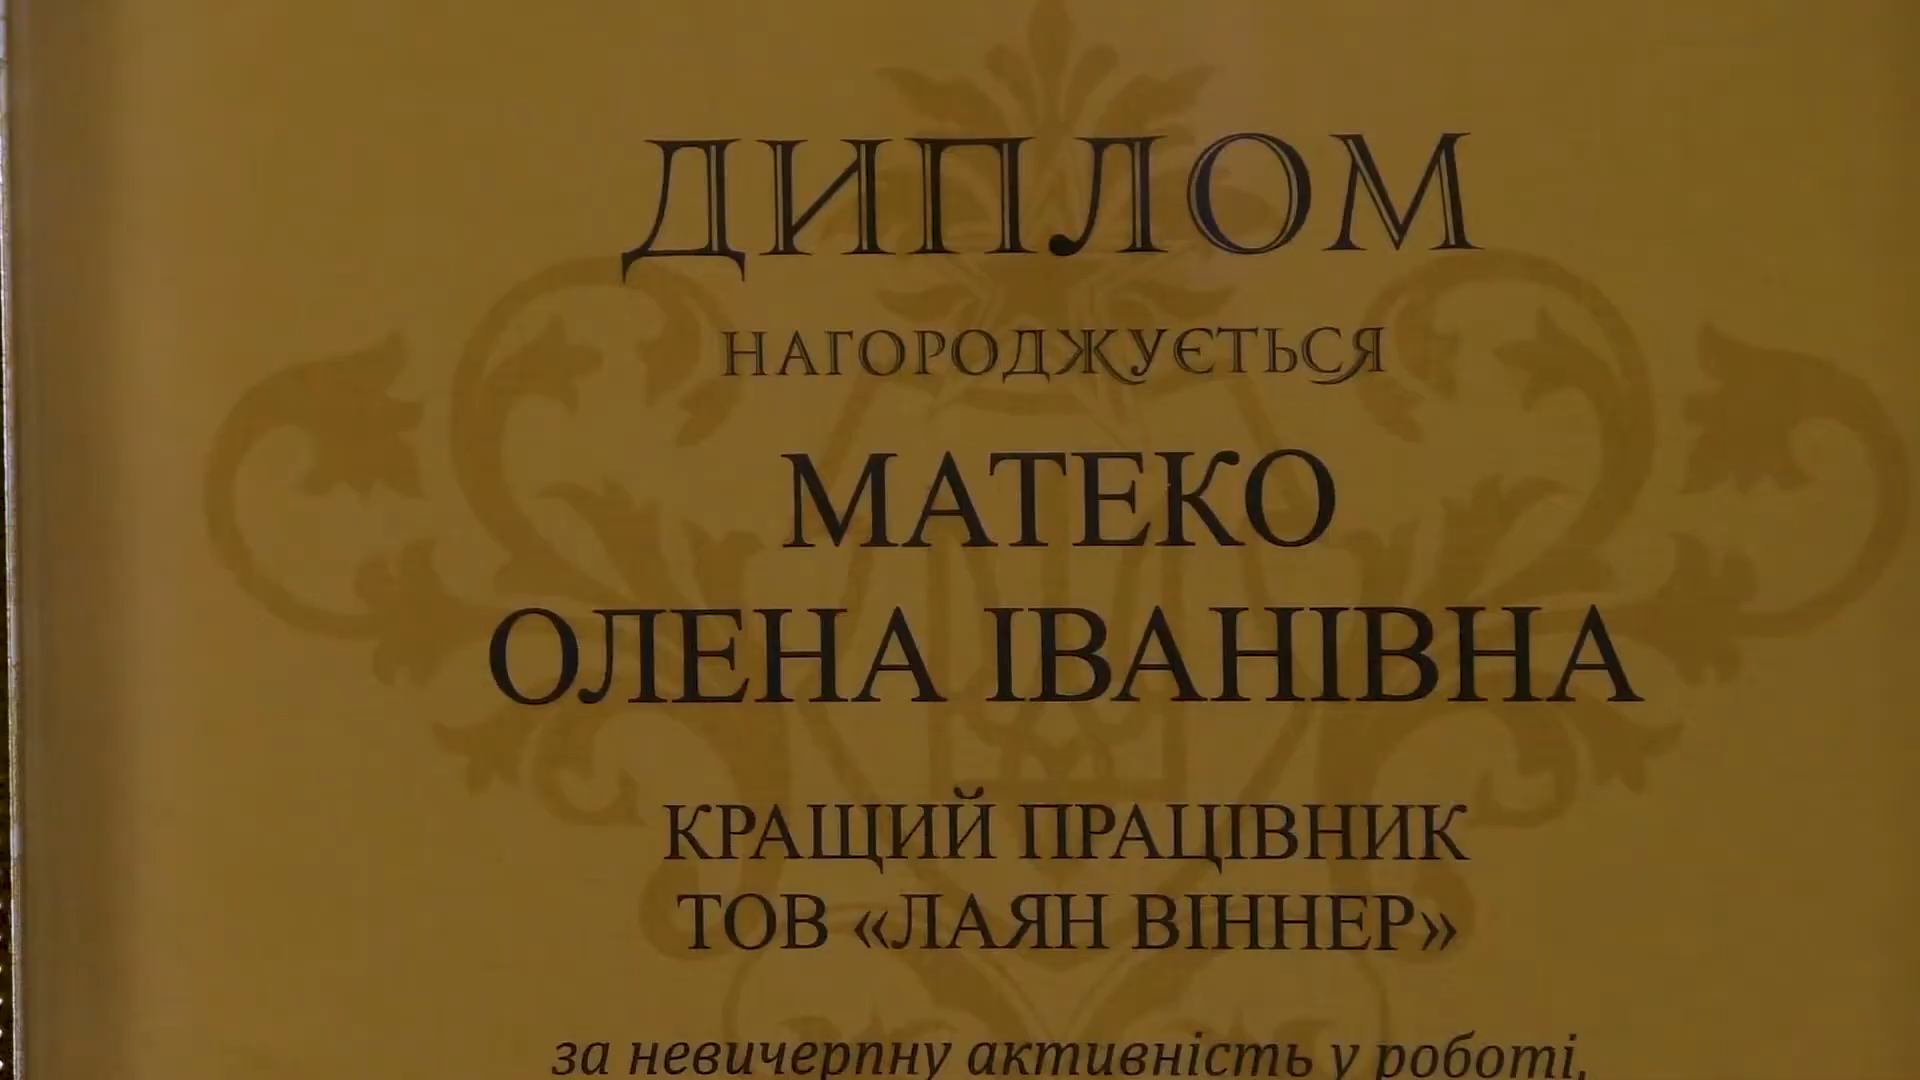 ДИПЛОМ
НАГОРОДЖУЄТЬСЯ
МАТЕКО
ОЛЕНА ІВАНІВНА
КРАЩИЙ ПРАЦІВНИК
ТОВ «ЛАЯН ВІННЕР»
за невичерпну активність у роботі,